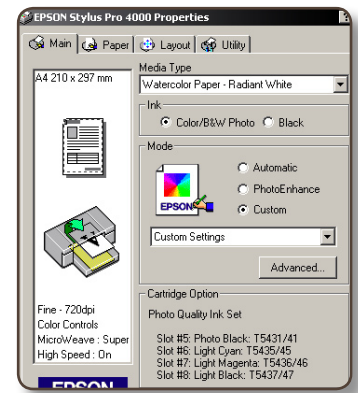 EPSON Stylus Pro 4000 Properties
Main
Paper
Layout
Utility
A4 210 x 297 mm
Media Type
Watercolor Paper - Radiant White
Ink
Color/B&W Photo
Black
Mode
EPSON
Automatic
PhotoEnhance
Custom
Custom Settings
Advanced...
Fine - 720dpi
Color Controls
MicroWeave : Super
High Speed : On
Cartridge Option
Photo Quality Ink Set
Slot #5: Photo Black: T5431/41
Slot #6: Light Cyan: T5435/45
Slot #7: Light Magenta: T5436/46
Slot #8: Light Black: T5437/47
EPSON